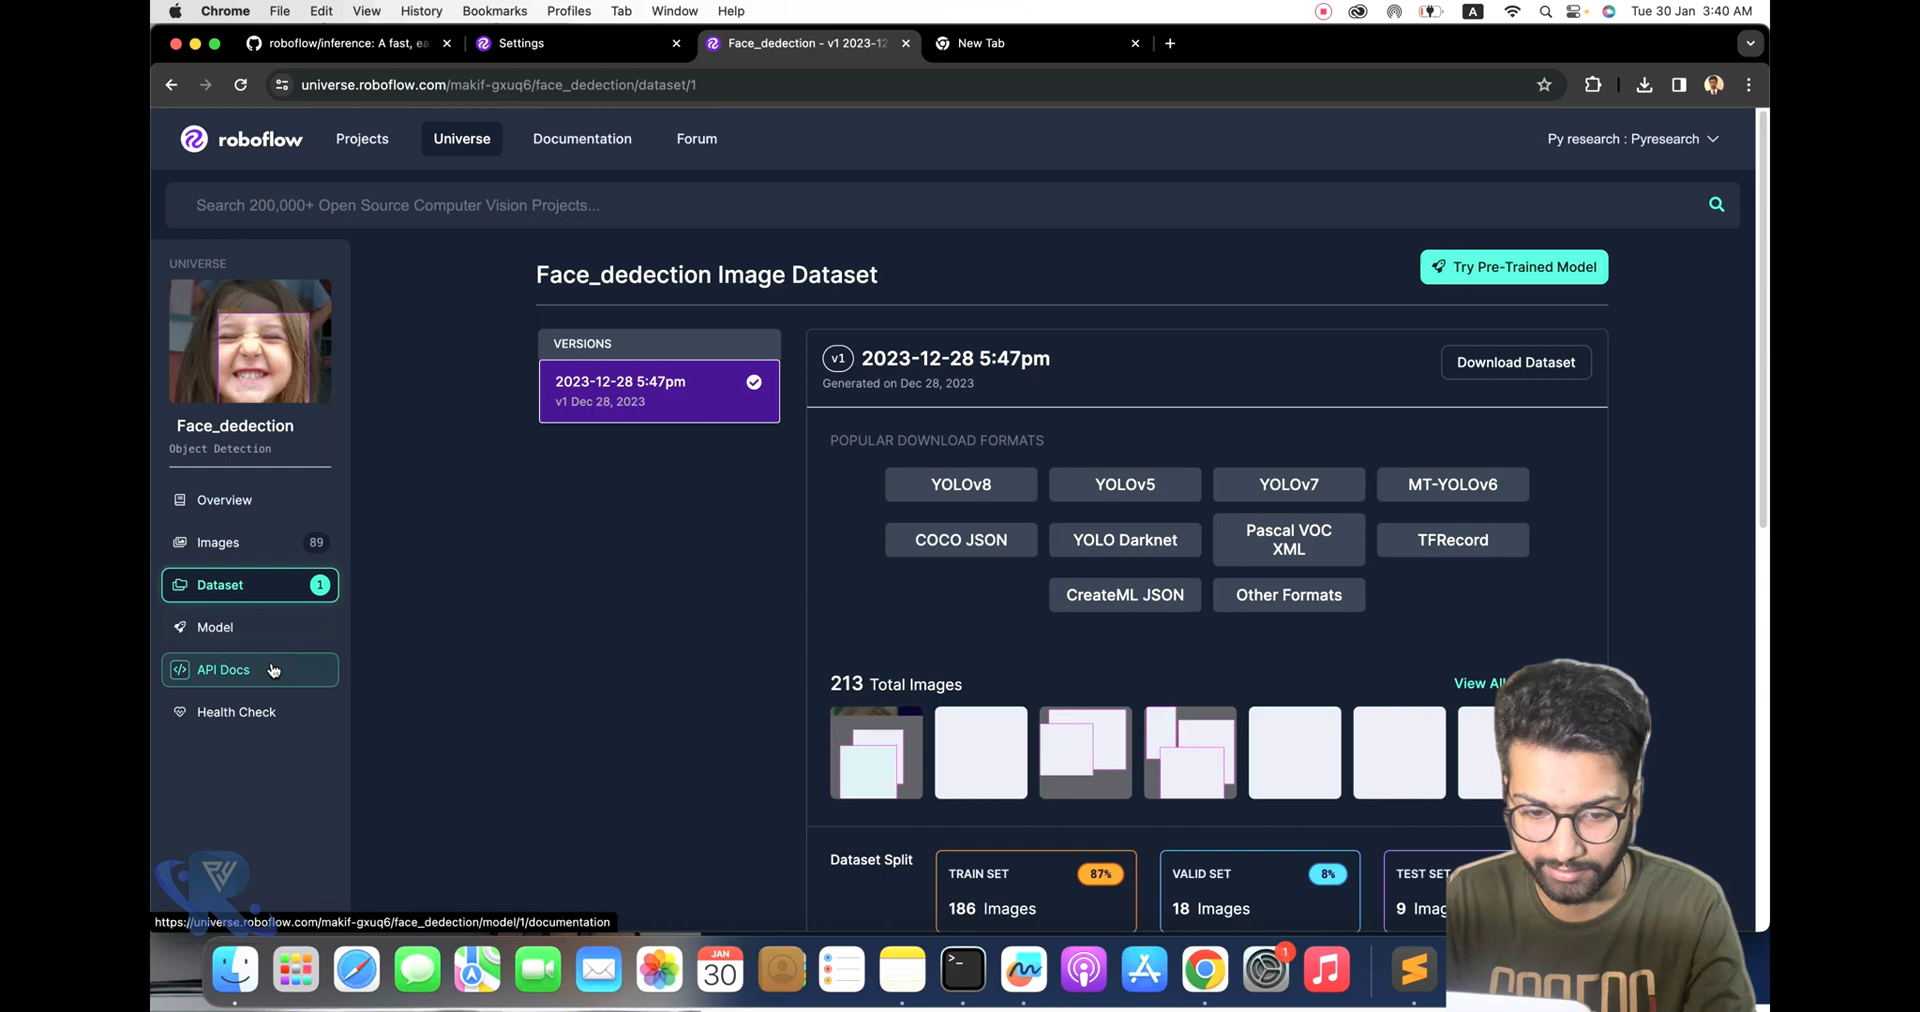 Chrome File Edit View History Bookmarks Profiles Tab Window Help
A Tue 30 Jan 3:40 AM
roboflow/inference: A fast, ea
Settings
Face_dedection - v1 2023-12
New Tab
universe.roboflow.com/makif-gxuq6/face_dedection/dataset/1
roboflow Projects Universe Documentation Forum
Py research : Pyresearch
Search 200,000+ Open Source Computer Vision Projects...
UNIVERSE
Face_dedection
Object Detection
Overview
Images 89
Dataset 1
Model
API Docs
Health Check
Face_dedection Image Dataset
Try Pre-Trained Model
VERSIONS
2023-12-28 5:47pm
v1 Dec 28, 2023
v1 2023-12-28 5:47pm
Generated on Dec 28, 2023
Download Dataset
POPULAR DOWNLOAD FORMATS
YOLOv8 YOLOv5 YOLOv7 MT-YOLOv6
COCO JSON YOLO Darknet Pascal VOC
XML
TFRecord
CreateML JSON Other Formats
213 Total Images
View All
Dataset Split
TRAIN SET 87%
186 Images
VALID SET 8%
18 Images
TEST SET
9 Imag
https://universe.roboflow.com/makif-gxuq6/face_dedection/model/1/documentation
JAN
30
1